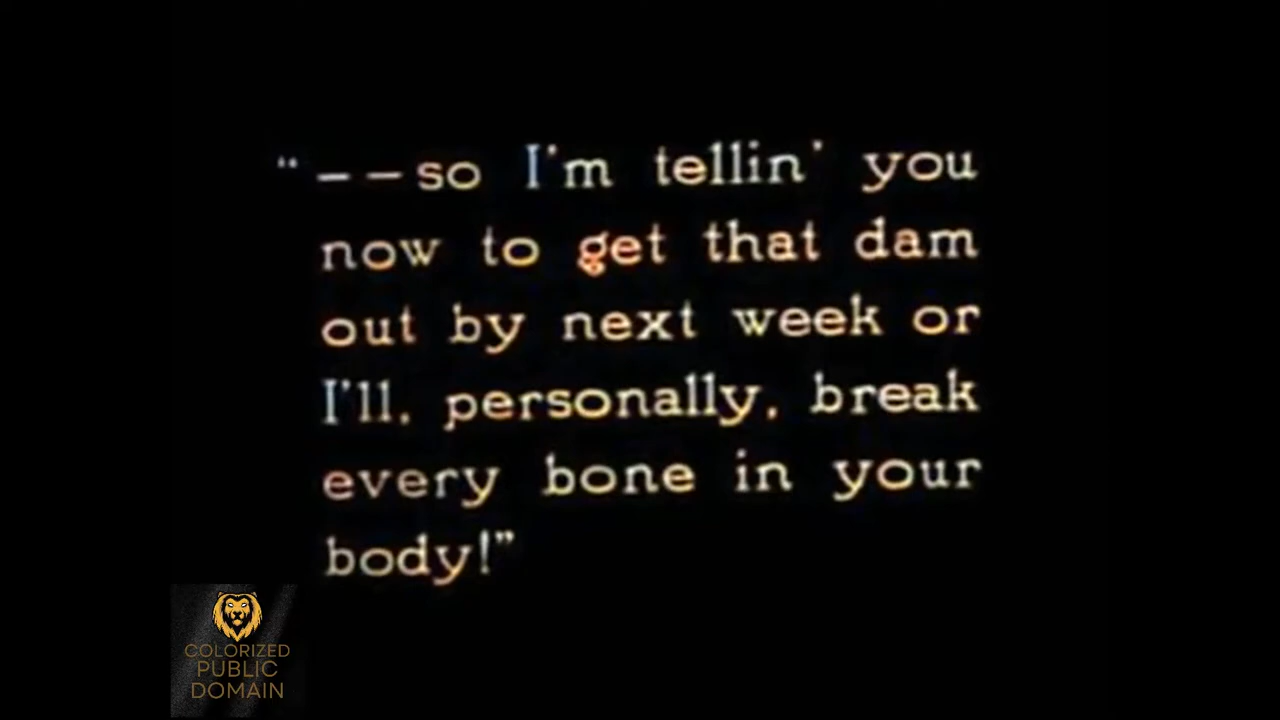 “——so I'm tellin' you
now to get that dam
out by next week or
I'll, personally, break
every bone in your
body!”
COLORIZED
PUBLIC
DOMAIN